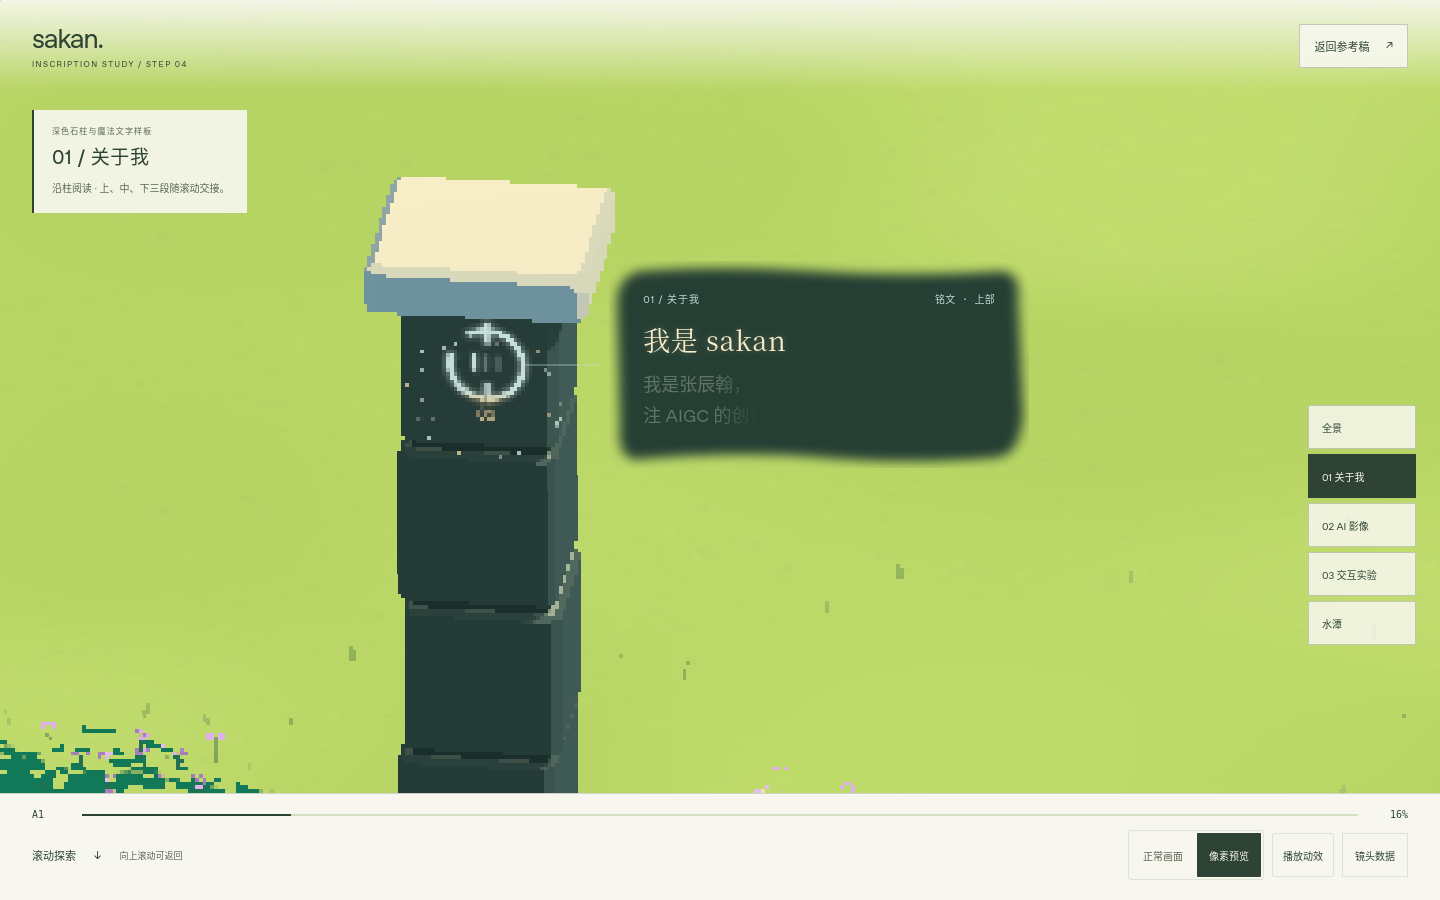 sakan.
INSCRIPTION STUDY / STEP 04
返回参考稿 ↗
深色石柱与魔法文字样板
01 / 关于我
沿柱阅读 · 上、中、下三段随滚动交接。
01 / 关于我
铭文 · 上部
我是 sakan
我是张辰翰，
注 AIGC 的创
全景
01 关于我
02 AI 影像
03 交互实验
水潭
A1
16%
滚动探索 ↓ 向上滚动可返回
正常画面
像素预览
播放动效
镜头数据